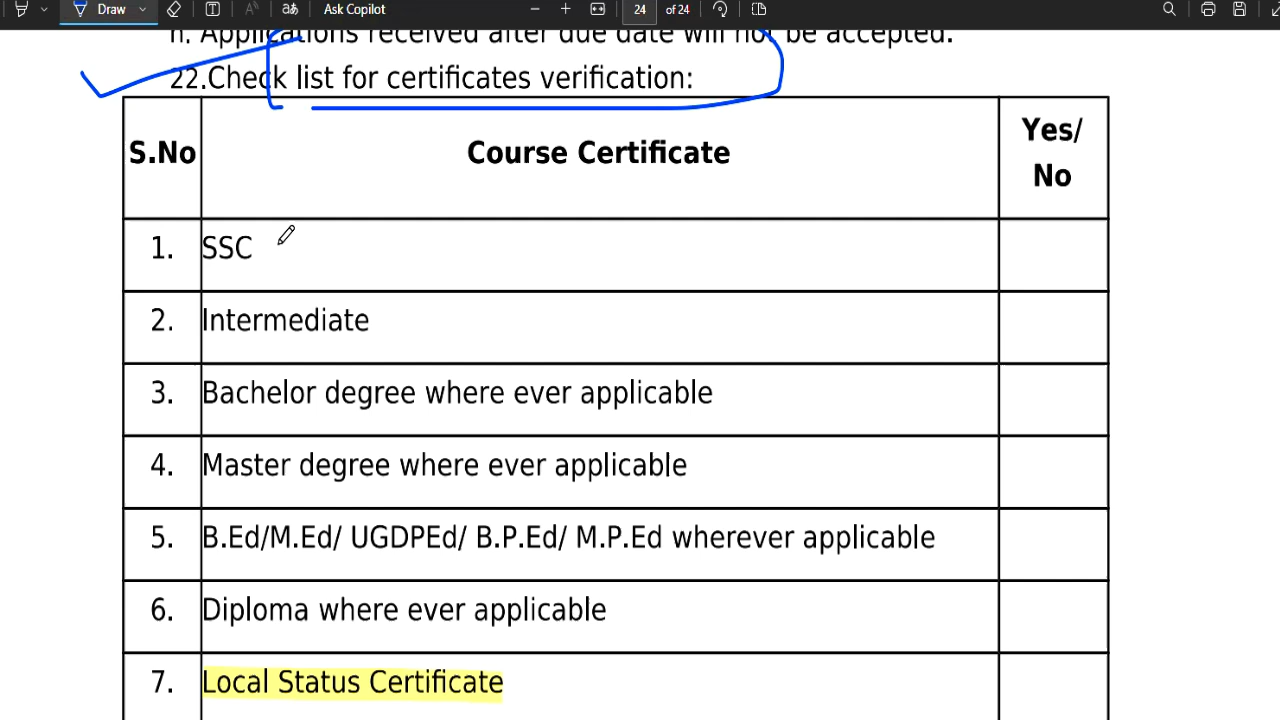 Draw
Ask Copilot
24 of 24
h. Applications received after due date will not be accepted.
22.Check list for certificates verification:
S.No Course Certificate Yes/
No
1. SSC
2. Intermediate
3. Bachelor degree where ever applicable
4. Master degree where ever applicable
5. B.Ed/M.Ed/ UGDPEd/ B.P.Ed/ M.P.Ed wherever applicable
6. Diploma where ever applicable
7. Local Status Certificate